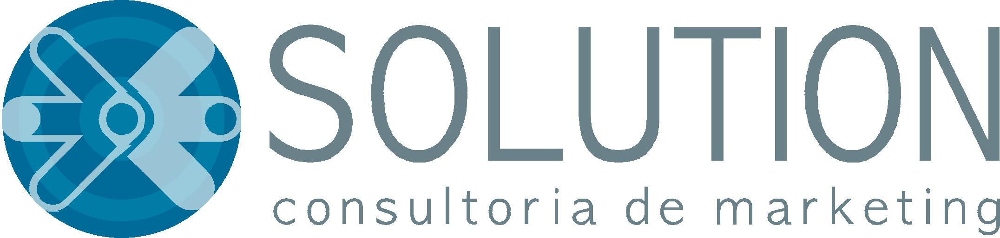 SOLUTION
consultoria de marketing